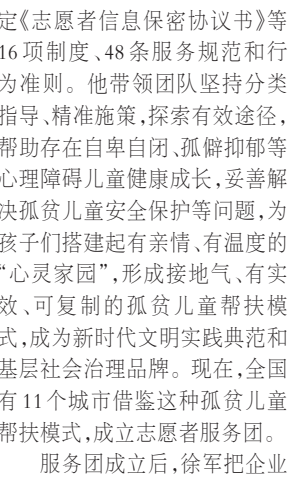 定《志愿者信息保密协议书》等
16项制度、48条服务规范和行
为准则。他带领团队坚持分类
指导、精准施策,探索有效途径,
帮助存在自卑自闭、孤僻抑郁等
心理障碍儿童健康成长,妥善解
决孤贫儿童安全保护等问题,为
孩子们搭建起有亲情、有温度的
“心灵家园”,形成接地气、有实
效、可复制的孤贫儿童帮扶模
式,成为新时代文明实践典范和
基层社会治理品牌。现在,全国
有11个城市借鉴这种孤贫儿童
帮扶模式,成立志愿者服务团。
服务团成立后,徐军把企业